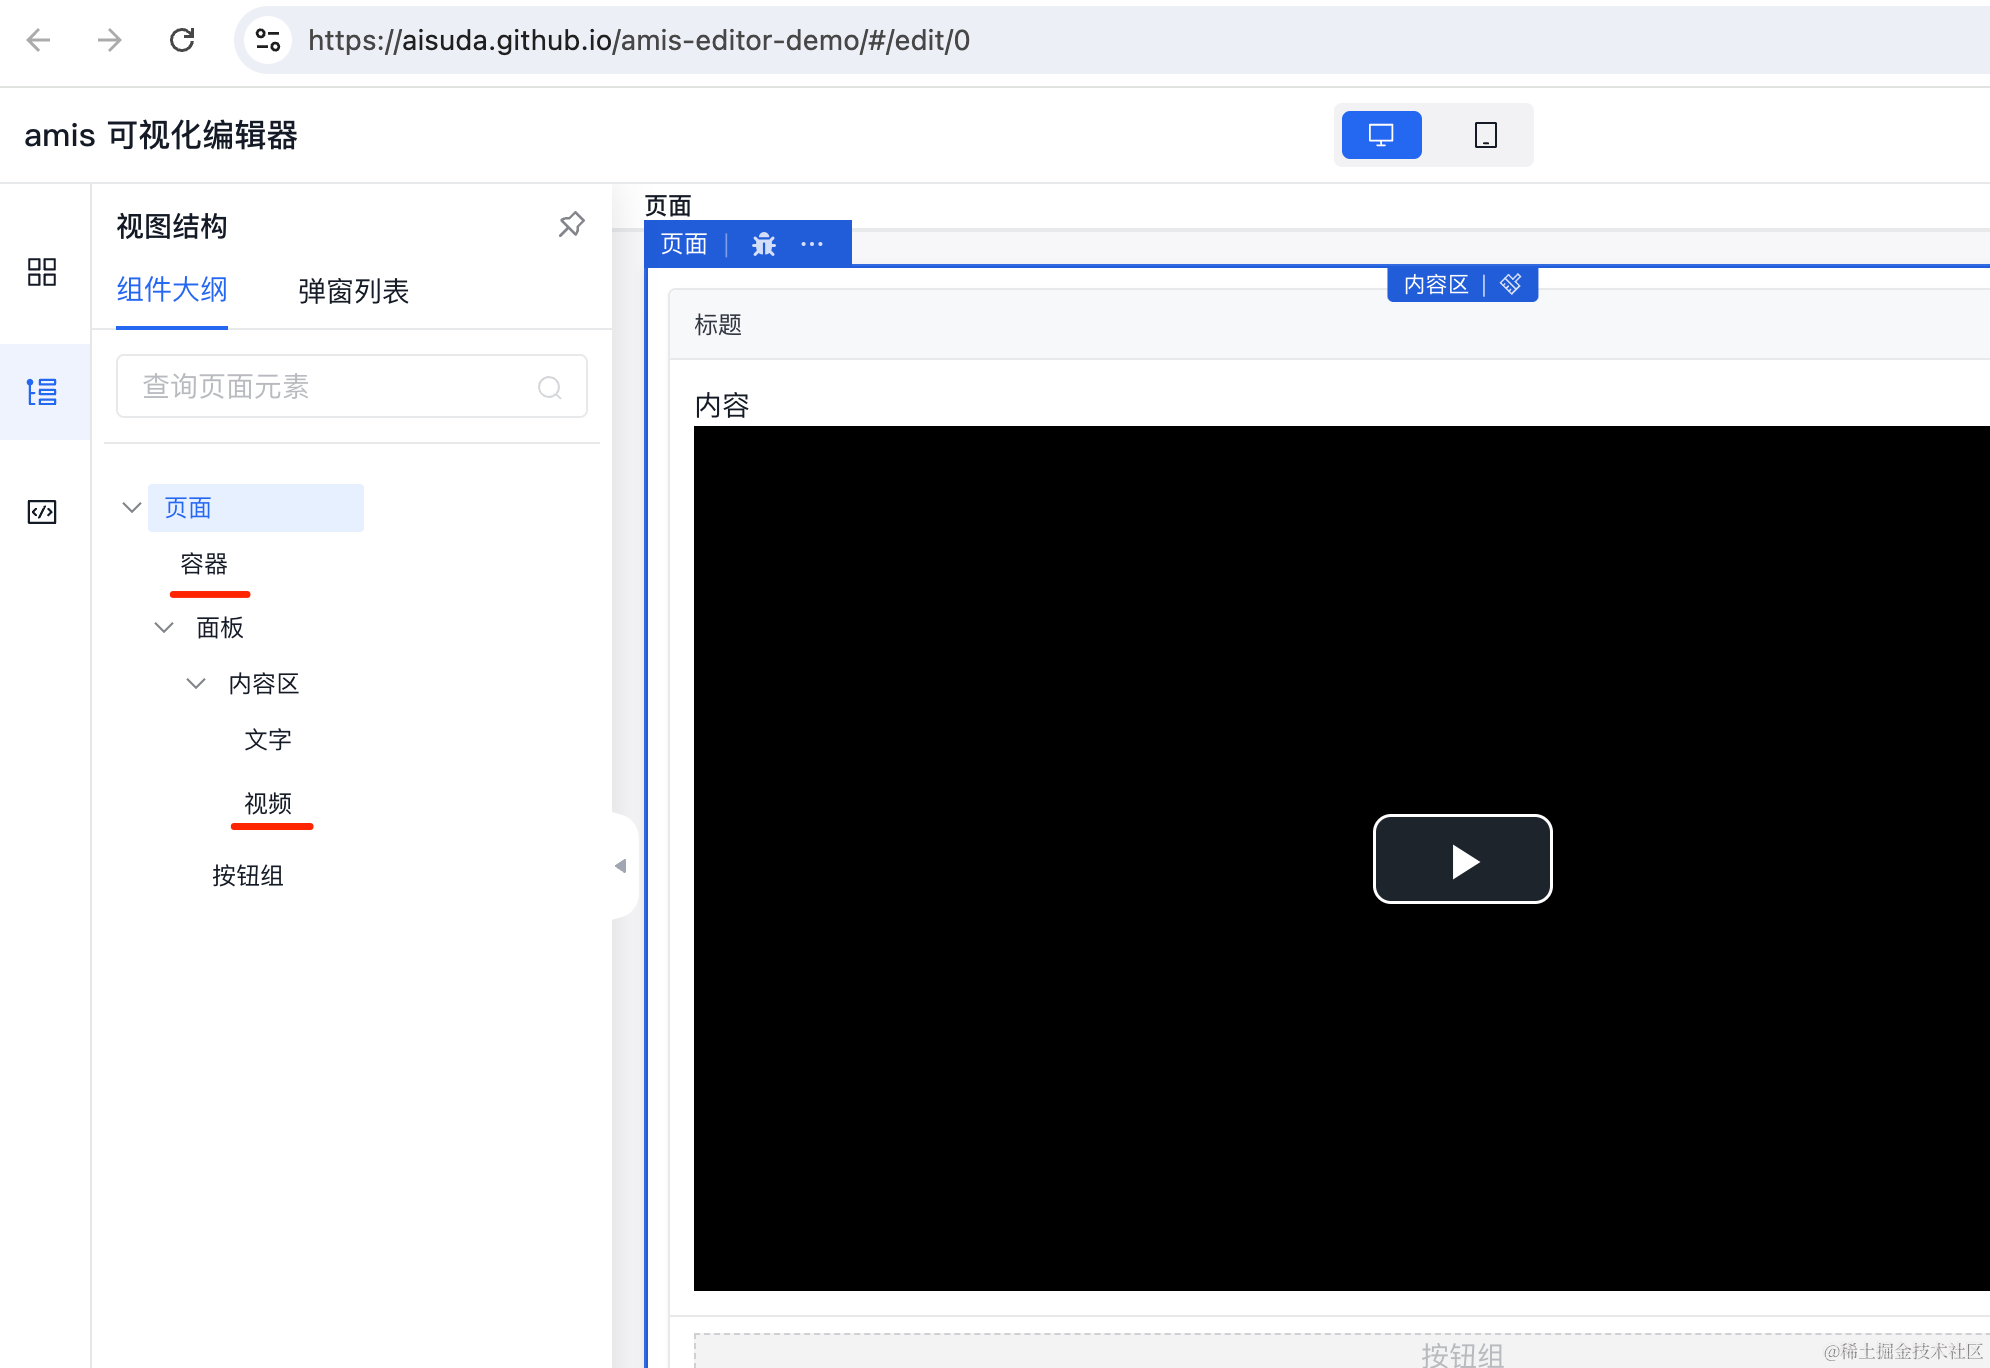 https://aisuda.github.io/amis-editor-demo/#/edit/0
amis 可视化编辑器
视图结构
组件大纲
弹窗列表
查询页面元素
页面
容器
面板
内容区
文字
视频
按钮组
页面
页面
内容区
标题
内容
按钮组
@稀土掘金技术社区